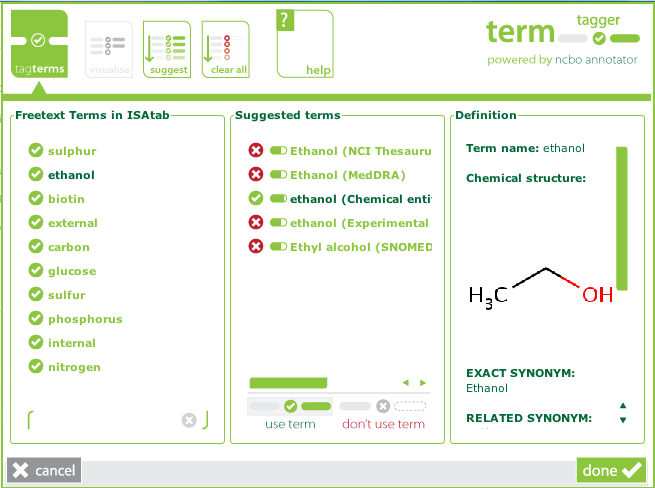 tagterms
visualise
suggest
clear all
?
help
term tagger
powered by ncbo annotator
Freetext Terms in ISAtab
sulphur
ethanol
biotin
external
carbon
glucose
sulfur
phosphorus
internal
nitrogen
Suggested terms
Ethanol (NCI Thesauru
Ethanol (MedDRA)
ethanol (Chemical enti
ethanol (Experimental
Ethyl alcohol (SNOMED
use term
don't use term
Definition
Term name: ethanol
Chemical structure:
H3C
OH
EXACT SYNONYM:
Ethanol
RELATED SYNONYM:
cancel
done